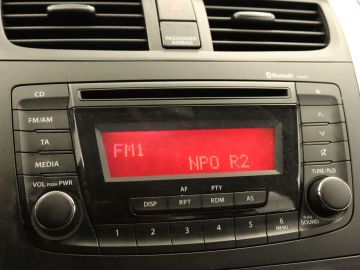 PASSENGER
AIRBAG
Bluetooth
CD
FM/AM
TA
MEDIA
VOL PUSH PWR
FM1
NPO R2
AF PTY
DISP RPT RDM AS
TUNE/FLD
PUSH
SOUND
1 2 3 4 5 6
MENU